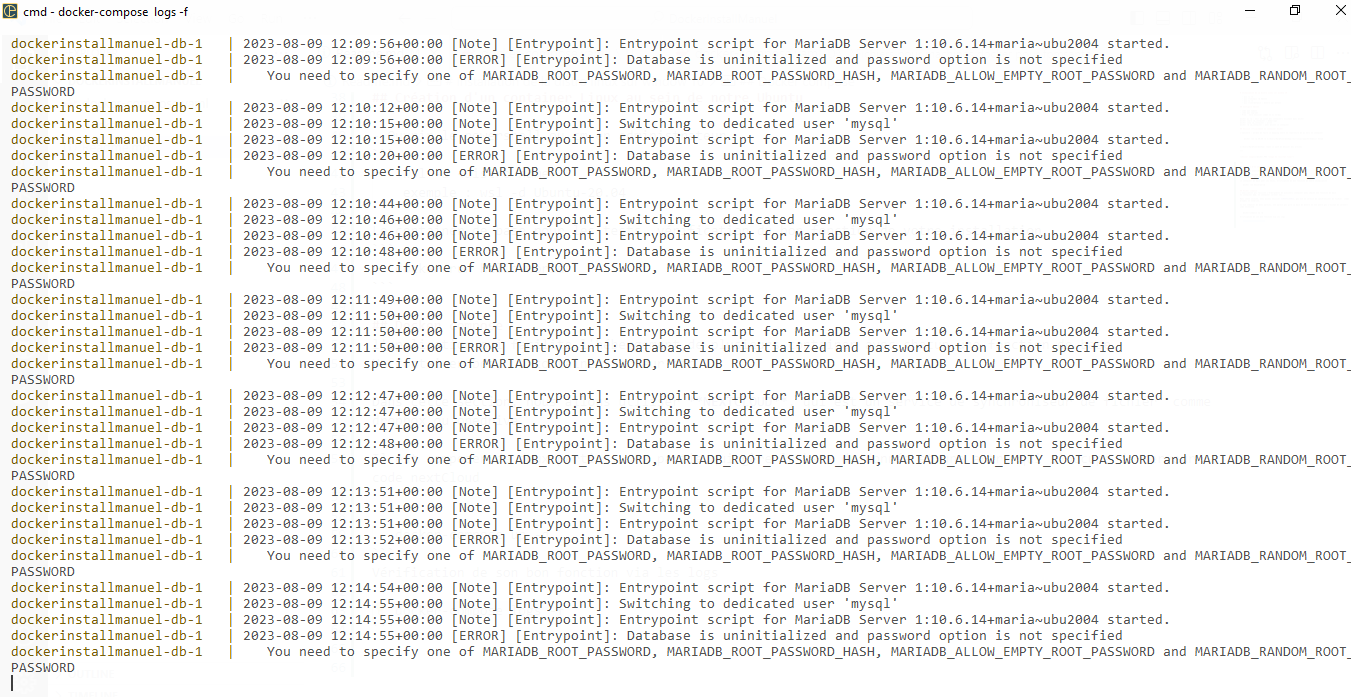 cmd - docker-compose logs -f
dockerinstallmanuel-db-1 | 2023-08-09 12:09:56+00:00 [Note] [Entrypoint]: Entrypoint script for MariaDB Server 1:10.6.14+maria~ubu2004 started.
dockerinstallmanuel-db-1 | 2023-08-09 12:09:56+00:00 [ERROR] [Entrypoint]: Database is uninitialized and password option is not specified
dockerinstallmanuel-db-1 | You need to specify one of MARIADB_ROOT_PASSWORD, MARIADB_ROOT_PASSWORD_HASH, MARIADB_ALLOW_EMPTY_ROOT_PASSWORD and MARIADB_RANDOM_ROOT_
PASSWORD
dockerinstallmanuel-db-1 | 2023-08-09 12:10:12+00:00 [Note] [Entrypoint]: Entrypoint script for MariaDB Server 1:10.6.14+maria~ubu2004 started.
dockerinstallmanuel-db-1 | 2023-08-09 12:10:15+00:00 [Note] [Entrypoint]: Switching to dedicated user 'mysql'
dockerinstallmanuel-db-1 | 2023-08-09 12:10:15+00:00 [Note] [Entrypoint]: Entrypoint script for MariaDB Server 1:10.6.14+maria~ubu2004 started.
dockerinstallmanuel-db-1 | 2023-08-09 12:10:20+00:00 [ERROR] [Entrypoint]: Database is uninitialized and password option is not specified
dockerinstallmanuel-db-1 | You need to specify one of MARIADB_ROOT_PASSWORD, MARIADB_ROOT_PASSWORD_HASH, MARIADB_ALLOW_EMPTY_ROOT_PASSWORD and MARIADB_RANDOM_ROOT_
PASSWORD
dockerinstallmanuel-db-1 | 2023-08-09 12:10:44+00:00 [Note] [Entrypoint]: Entrypoint script for MariaDB Server 1:10.6.14+maria~ubu2004 started.
dockerinstallmanuel-db-1 | 2023-08-09 12:10:46+00:00 [Note] [Entrypoint]: Switching to dedicated user 'mysql'
dockerinstallmanuel-db-1 | 2023-08-09 12:10:46+00:00 [Note] [Entrypoint]: Entrypoint script for MariaDB Server 1:10.6.14+maria~ubu2004 started.
dockerinstallmanuel-db-1 | 2023-08-09 12:10:48+00:00 [ERROR] [Entrypoint]: Database is uninitialized and password option is not specified
dockerinstallmanuel-db-1 | You need to specify one of MARIADB_ROOT_PASSWORD, MARIADB_ROOT_PASSWORD_HASH, MARIADB_ALLOW_EMPTY_ROOT_PASSWORD and MARIADB_RANDOM_ROOT_
PASSWORD
dockerinstallmanuel-db-1 | 2023-08-09 12:11:49+00:00 [Note] [Entrypoint]: Entrypoint script for MariaDB Server 1:10.6.14+maria~ubu2004 started.
dockerinstallmanuel-db-1 | 2023-08-09 12:11:50+00:00 [Note] [Entrypoint]: Switching to dedicated user 'mysql'
dockerinstallmanuel-db-1 | 2023-08-09 12:11:50+00:00 [Note] [Entrypoint]: Entrypoint script for MariaDB Server 1:10.6.14+maria~ubu2004 started.
dockerinstallmanuel-db-1 | 2023-08-09 12:11:50+00:00 [ERROR] [Entrypoint]: Database is uninitialized and password option is not specified
dockerinstallmanuel-db-1 | You need to specify one of MARIADB_ROOT_PASSWORD, MARIADB_ROOT_PASSWORD_HASH, MARIADB_ALLOW_EMPTY_ROOT_PASSWORD and MARIADB_RANDOM_ROOT_
PASSWORD
dockerinstallmanuel-db-1 | 2023-08-09 12:12:47+00:00 [Note] [Entrypoint]: Entrypoint script for MariaDB Server 1:10.6.14+maria~ubu2004 started.
dockerinstallmanuel-db-1 | 2023-08-09 12:12:47+00:00 [Note] [Entrypoint]: Switching to dedicated user 'mysql'
dockerinstallmanuel-db-1 | 2023-08-09 12:12:47+00:00 [Note] [Entrypoint]: Entrypoint script for MariaDB Server 1:10.6.14+maria~ubu2004 started.
dockerinstallmanuel-db-1 | 2023-08-09 12:12:48+00:00 [ERROR] [Entrypoint]: Database is uninitialized and password option is not specified
dockerinstallmanuel-db-1 | You need to specify one of MARIADB_ROOT_PASSWORD, MARIADB_ROOT_PASSWORD_HASH, MARIADB_ALLOW_EMPTY_ROOT_PASSWORD and MARIADB_RANDOM_ROOT_
PASSWORD
dockerinstallmanuel-db-1 | 2023-08-09 12:13:51+00:00 [Note] [Entrypoint]: Entrypoint script for MariaDB Server 1:10.6.14+maria~ubu2004 started.
dockerinstallmanuel-db-1 | 2023-08-09 12:13:51+00:00 [Note] [Entrypoint]: Switching to dedicated user 'mysql'
dockerinstallmanuel-db-1 | 2023-08-09 12:13:51+00:00 [Note] [Entrypoint]: Entrypoint script for MariaDB Server 1:10.6.14+maria~ubu2004 started.
dockerinstallmanuel-db-1 | 2023-08-09 12:13:52+00:00 [ERROR] [Entrypoint]: Database is uninitialized and password option is not specified
dockerinstallmanuel-db-1 | You need to specify one of MARIADB_ROOT_PASSWORD, MARIADB_ROOT_PASSWORD_HASH, MARIADB_ALLOW_EMPTY_ROOT_PASSWORD and MARIADB_RANDOM_ROOT_
PASSWORD
dockerinstallmanuel-db-1 | 2023-08-09 12:14:54+00:00 [Note] [Entrypoint]: Entrypoint script for MariaDB Server 1:10.6.14+maria~ubu2004 started.
dockerinstallmanuel-db-1 | 2023-08-09 12:14:55+00:00 [Note] [Entrypoint]: Switching to dedicated user 'mysql'
dockerinstallmanuel-db-1 | 2023-08-09 12:14:55+00:00 [Note] [Entrypoint]: Entrypoint script for MariaDB Server 1:10.6.14+maria~ubu2004 started.
dockerinstallmanuel-db-1 | 2023-08-09 12:14:55+00:00 [ERROR] [Entrypoint]: Database is uninitialized and password option is not specified
dockerinstallmanuel-db-1 | You need to specify one of MARIADB_ROOT_PASSWORD, MARIADB_ROOT_PASSWORD_HASH, MARIADB_ALLOW_EMPTY_ROOT_PASSWORD and MARIADB_RANDOM_ROOT_
PASSWORD